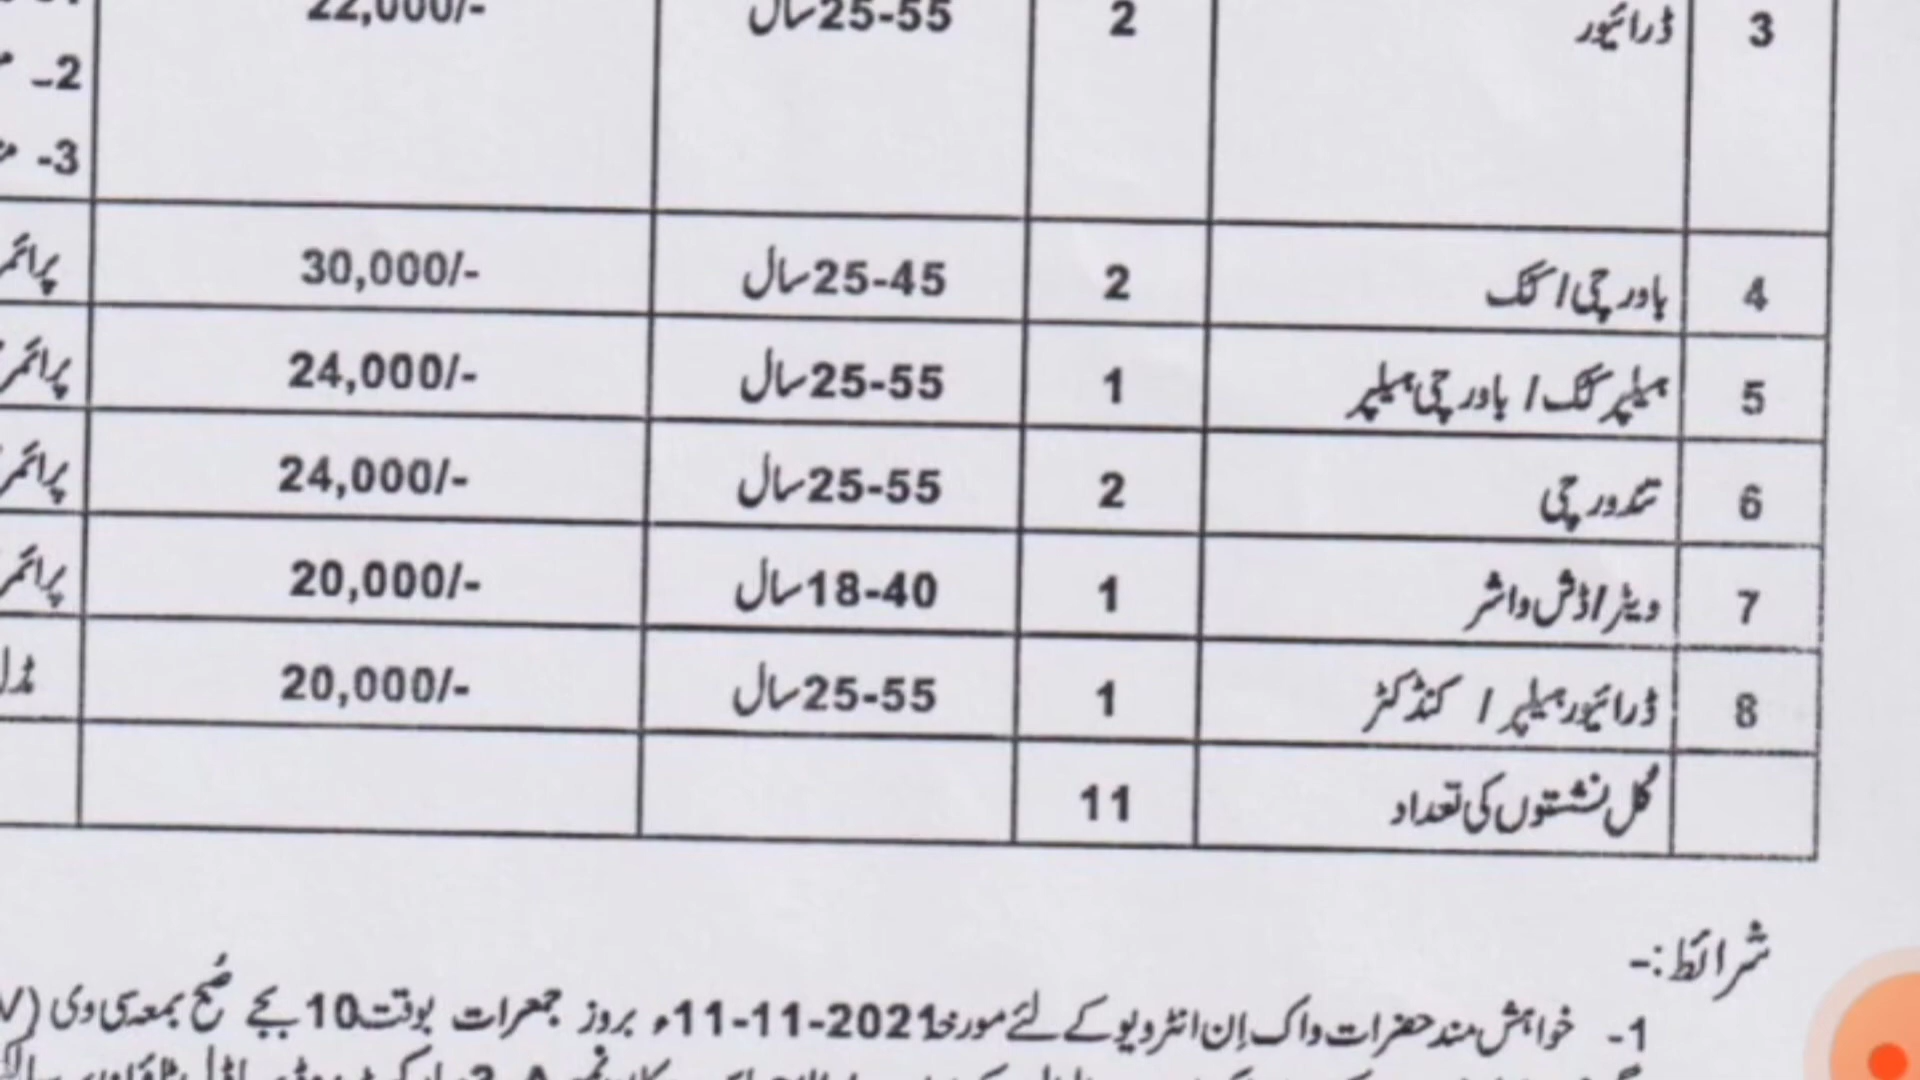 3 ڈرائیور 2 25-55سال 22,000/-
2-
3-
4 باورچی/کک 2 25-45سال 30,000/-
5 ہیلپر کک / باورچی ہیلپر 1 25-55سال 24,000/-
6 تندورچی 2 25-55سال 24,000/-
7 ویٹر/ڈش واشر 1 18-40سال 20,000/-
8 ڈرائیور ہیلپر / کنڈکٹر 1 25-55سال 20,000/-
کُل نشستوں کی تعداد 11
شرائط:-
1- خواہش مند حضرات واک اِن انٹرویو کے لئے مورخہ 11-11-2021ء بروز جمعرات بوقت 10 بجے صُبح بمعہ سی وی